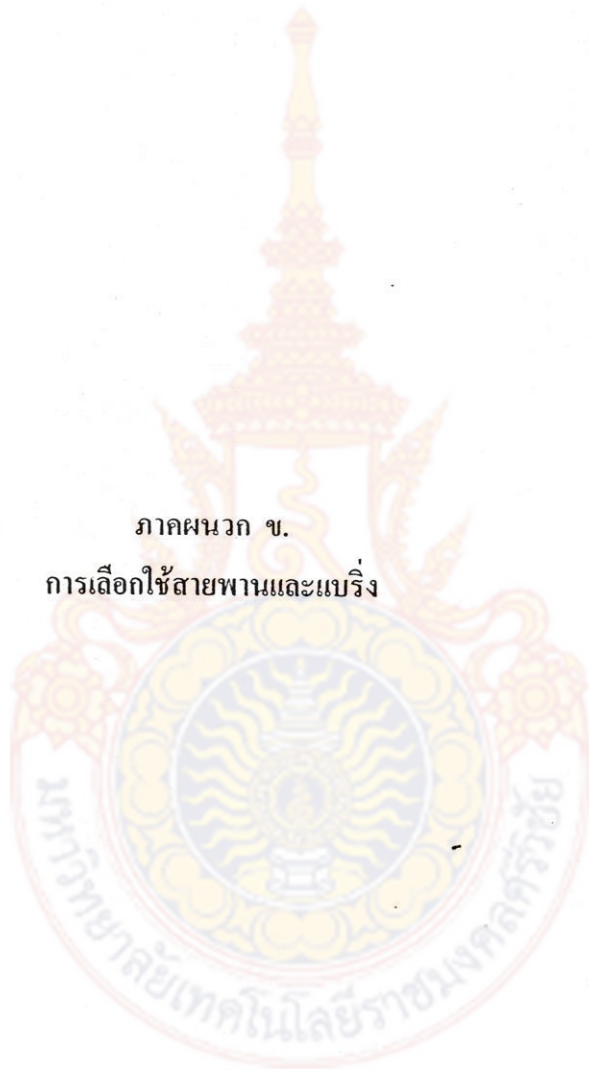 ภาคผนวก ข.
การเลือกใช้สายพานและแบริ่ง
มหาวิทยาลัยเทคโนโลยีราชมงคลศรีวิชัย